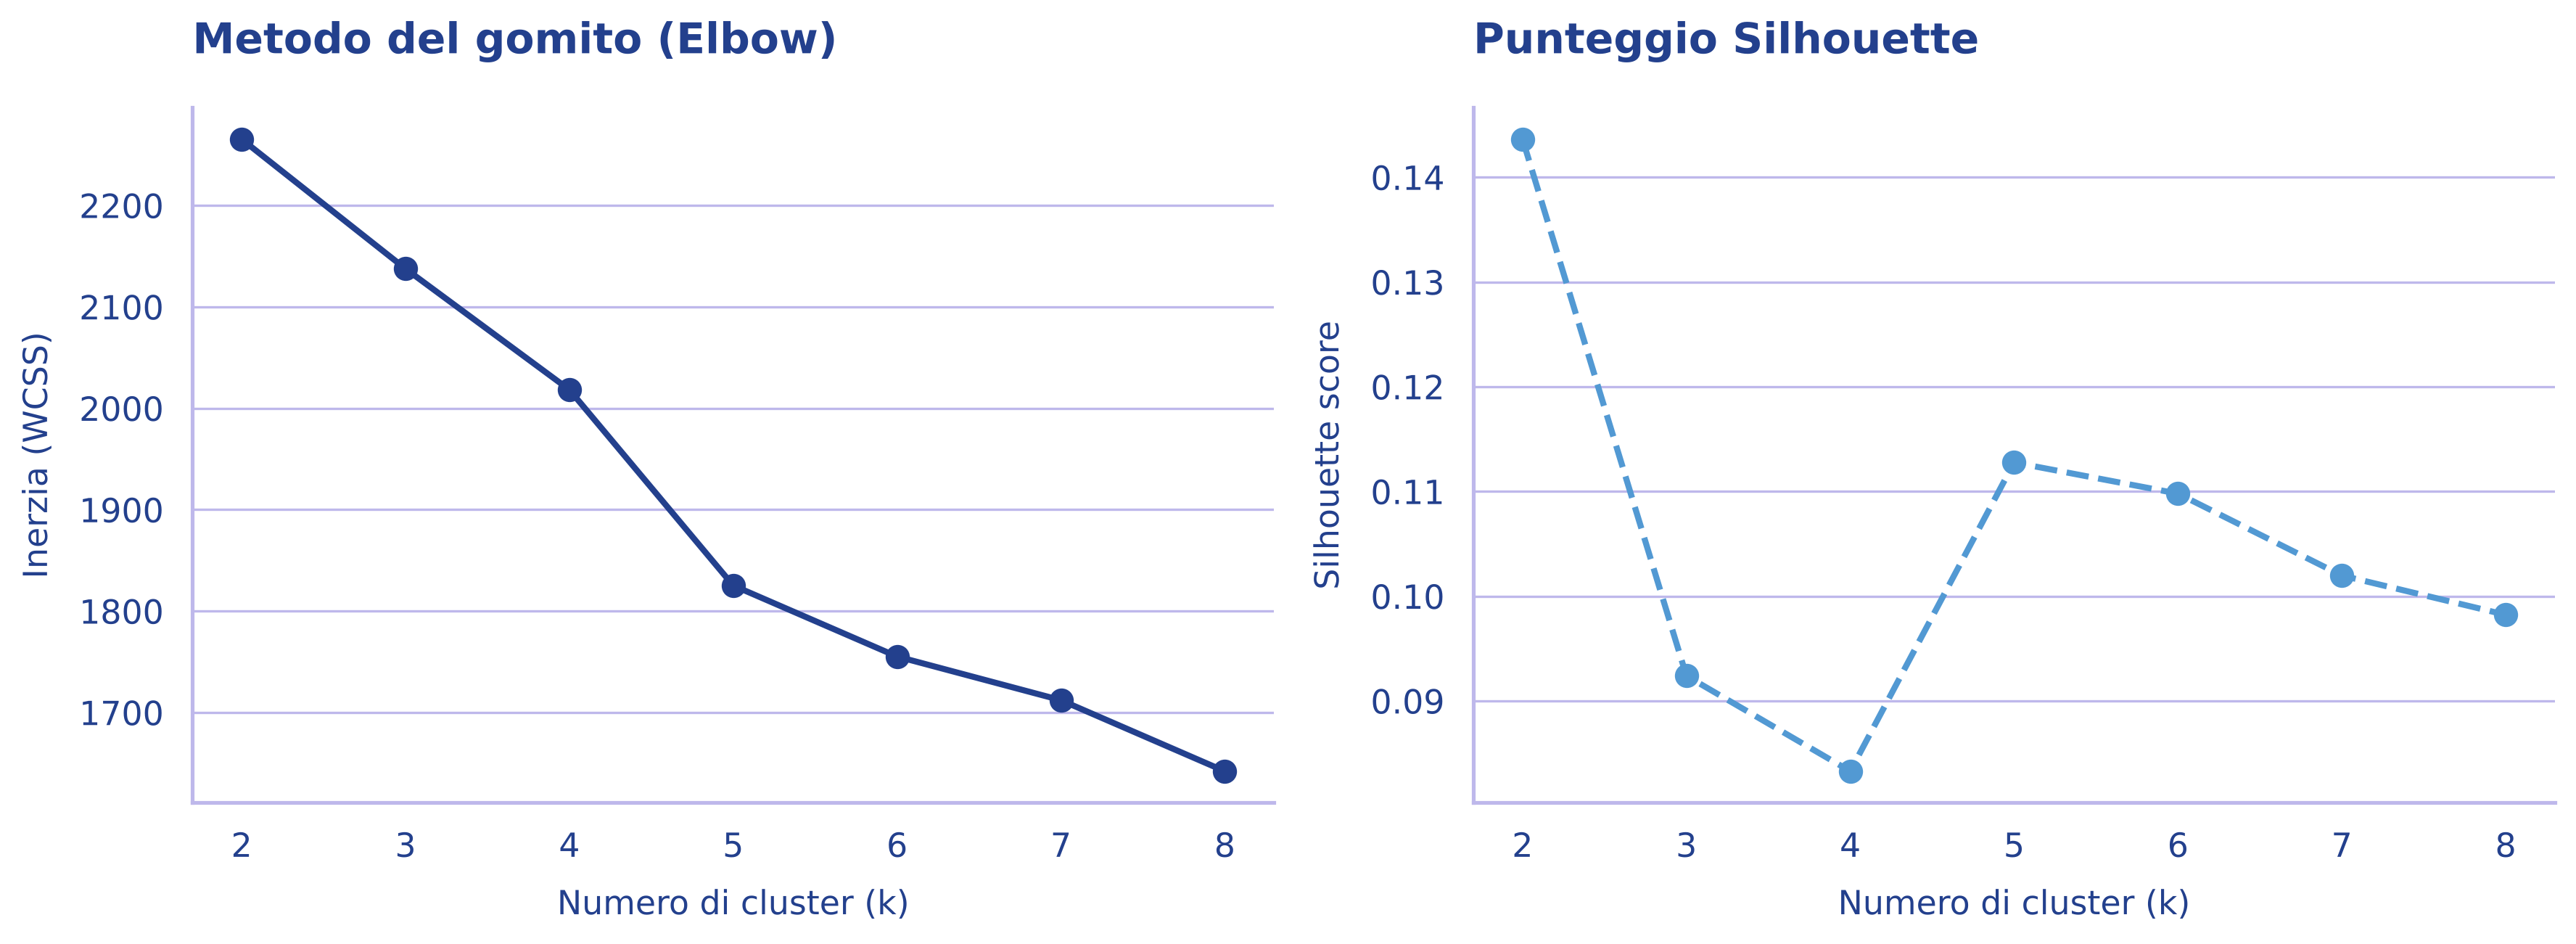 Metodo del gomito (Elbow)
Inerzia (WCSS)
2200
2100
2000
1900
1800
1700
2 3 4 5 6 7 8
Numero di cluster (k)
Punteggio Silhouette
Silhouette score
0.14
0.13
0.12
0.11
0.10
0.09
2 3 4 5 6 7 8
Numero di cluster (k)